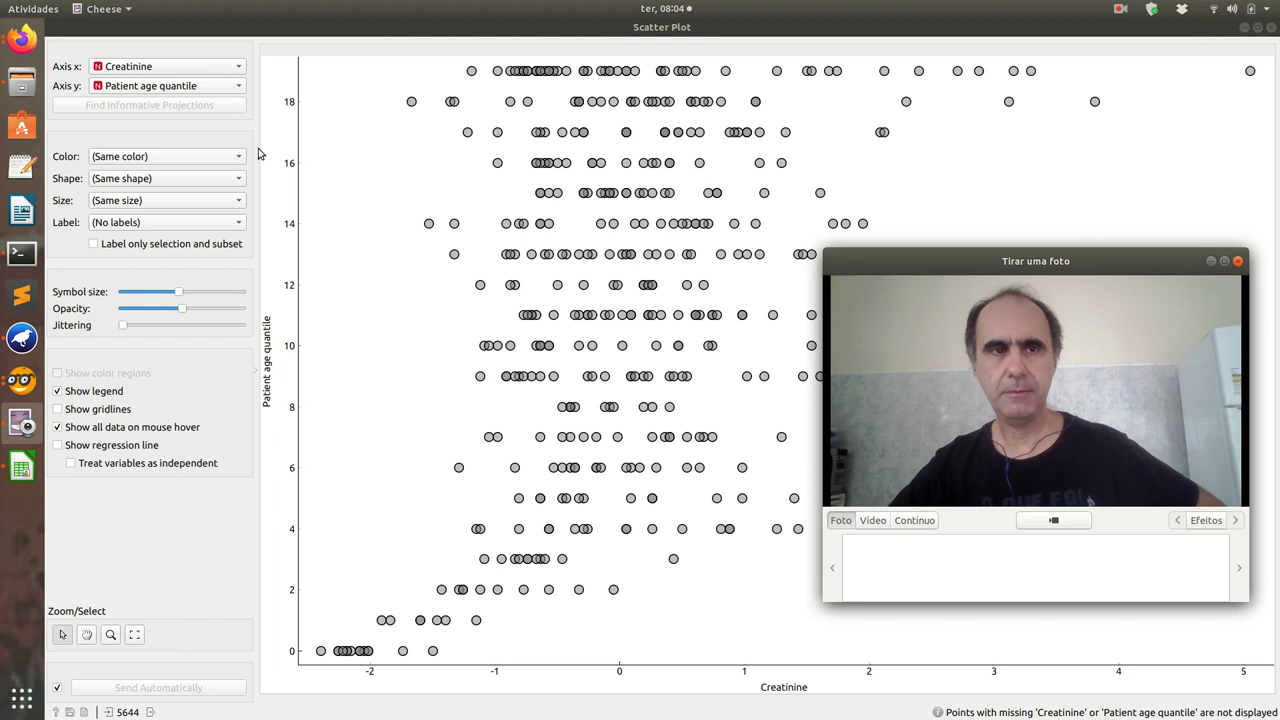 Atividades
Cheese
ter, 08:04
Scatter Plot
Axis x: Creatinine
Axis y: Patient age quantile
Find Informative Projections
Color: (Same color)
Shape: (Same shape)
Size: (Same size)
Label: (No labels)
Label only selection and subset
Symbol size:
Opacity:
Jittering
Show color regions
Show legend
Show gridlines
Show all data on mouse hover
Show regression line
Treat variables as independent
Zoom/Select
Send Automatically
5644
Patient age quantile
18
16
14
12
10
8
6
4
2
0
-2 -1 0 1 2 3 4 5
Creatinine
Tirar uma foto
O QUE FOI
Foto Vídeo Contínuo Efeitos
Points with missing 'Creatinine' or 'Patient age quantile' are not displayed